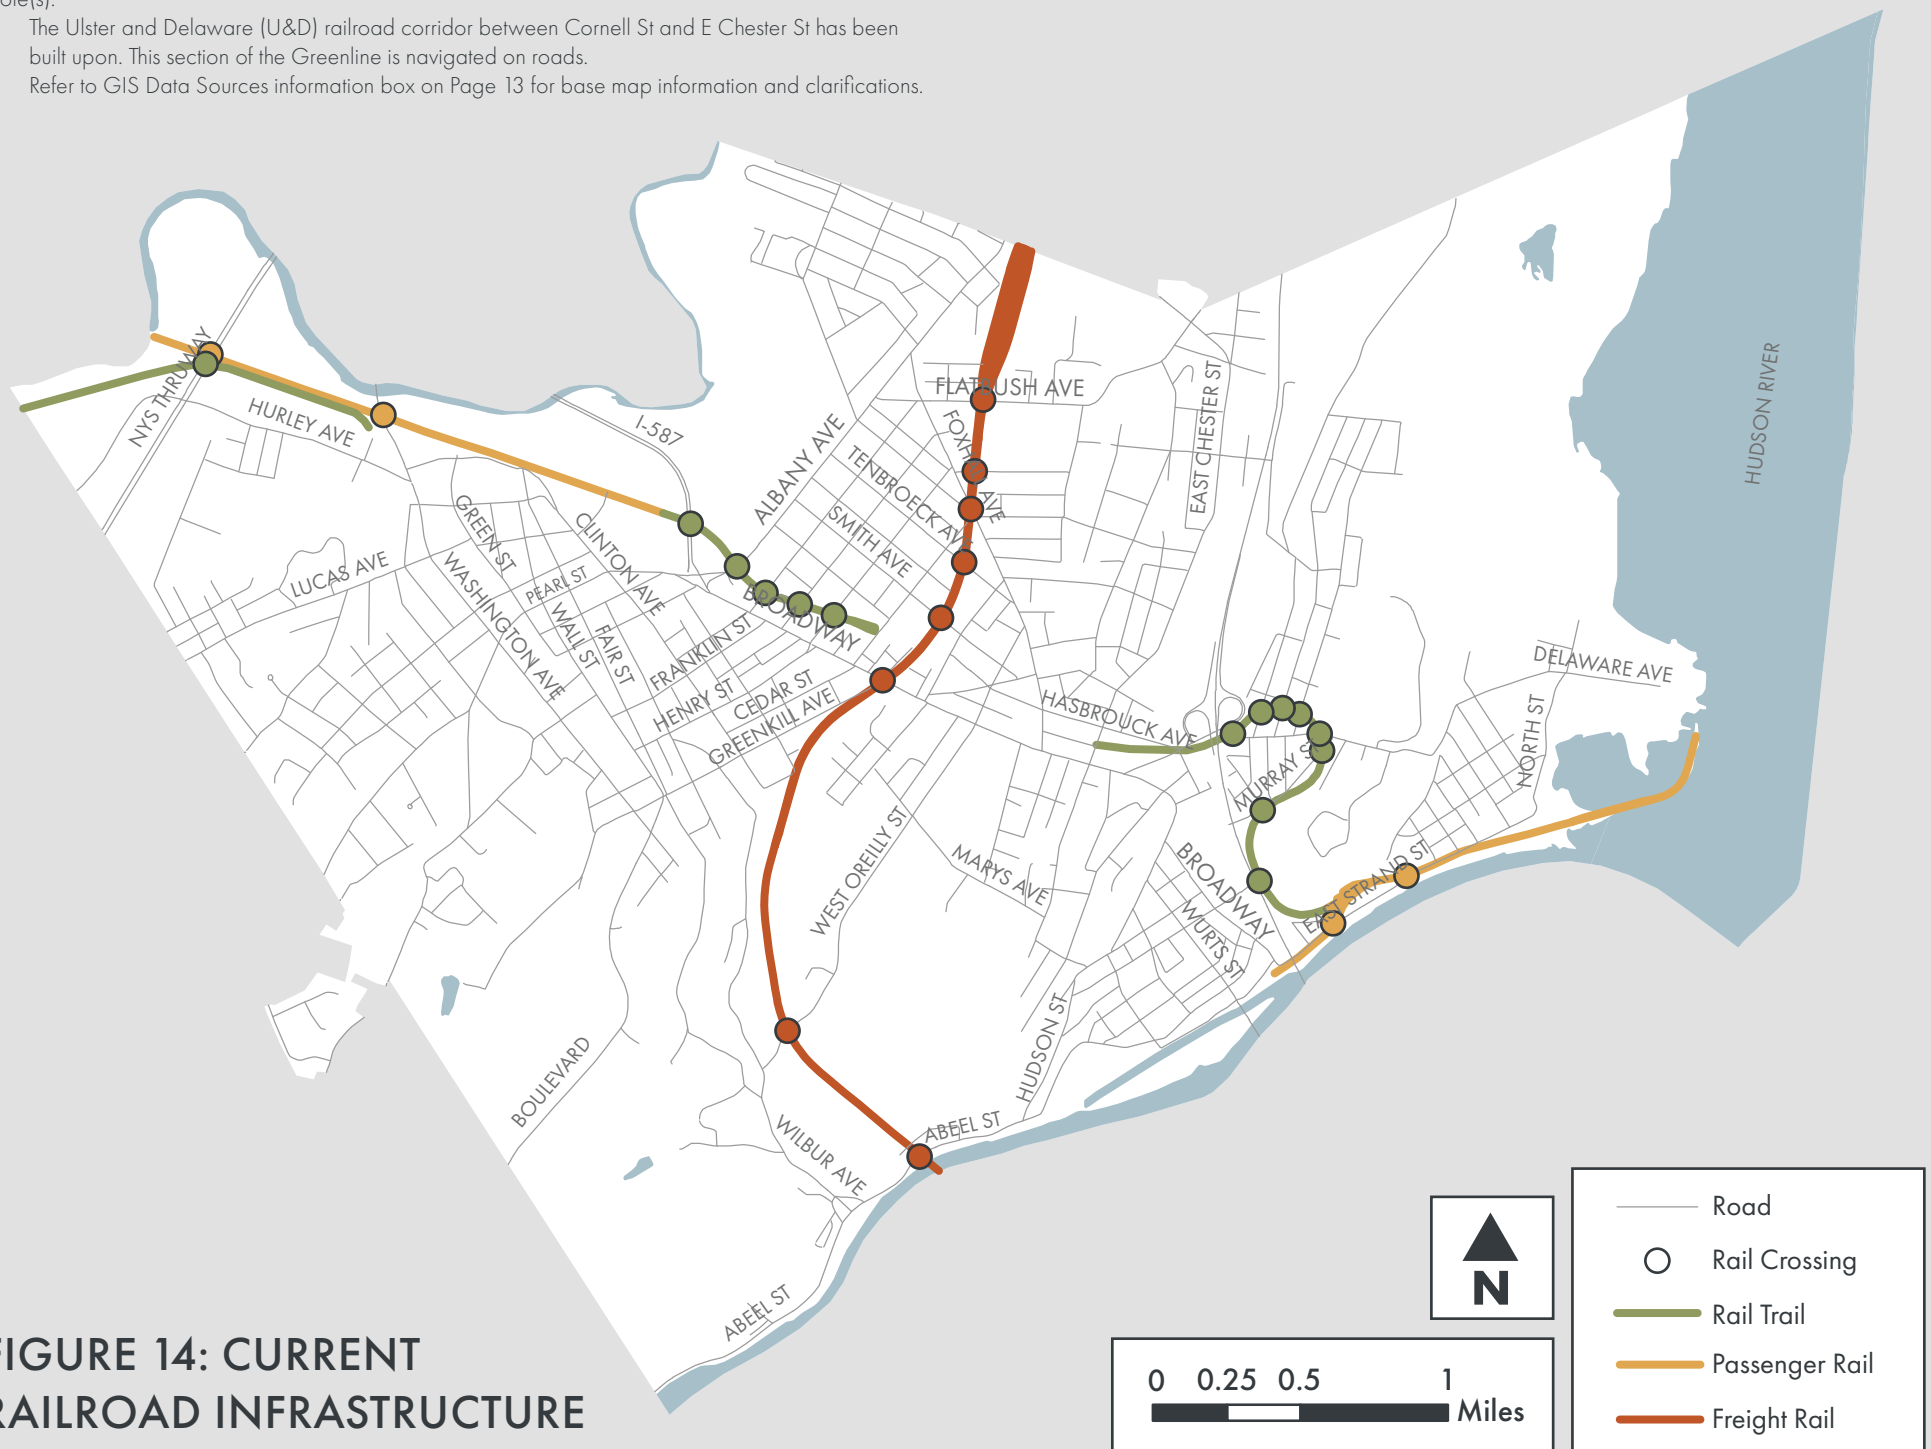 The Ulster and Delaware (U&D) railroad corridor between Cornell St and E Chester St has been
built upon. This section of the Greenline is navigated on roads.
Refer to GIS Data Sources information box on Page 13 for base map information and clarifications.
NYS THRUWAY
HURLEY AVE
I-587
FLATBUSH AVE
FOXHALL AVE
ALBANY AVE
TENBROECK AVE
SMITH AVE
EAST CHESTER ST
HUDSON RIVER
GREEN ST
CLINTON AVE
LUCAS AVE
WASHINGTON AVE
PEARL ST
WALL ST
FAIR ST
BROADWAY
FRANKLIN ST
HENRY ST
CEDAR ST
GREENKILL AVE
HASBROUCK AVE
DELAWARE AVE
NORTH ST
MURRAY ST
WEST OREILLY ST
MARYS AVE
BROADWAY
WURTS ST
EAST STRAND ST
HUDSON ST
BOULEVARD
WILBUR AVE
ABEEL ST
ABEEL ST
FIGURE 14: CURRENT
RAILROAD INFRASTRUCTURE
N
0 0.25 0.5 1
Miles
Road
Rail Crossing
Rail Trail
Passenger Rail
Freight Rail